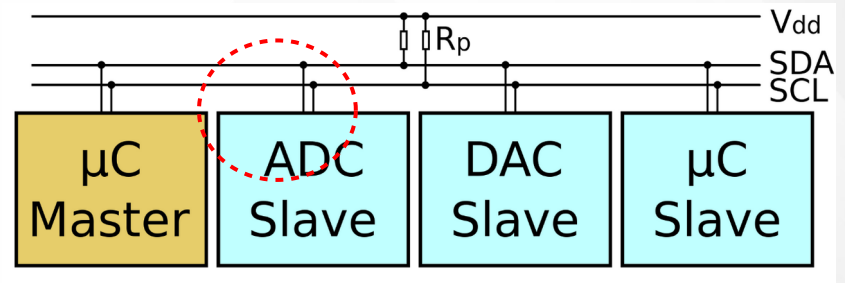 Vdd
Rp
SDA
SCL
µC
Master
ADC
Slave
DAC
Slave
µC
Slave